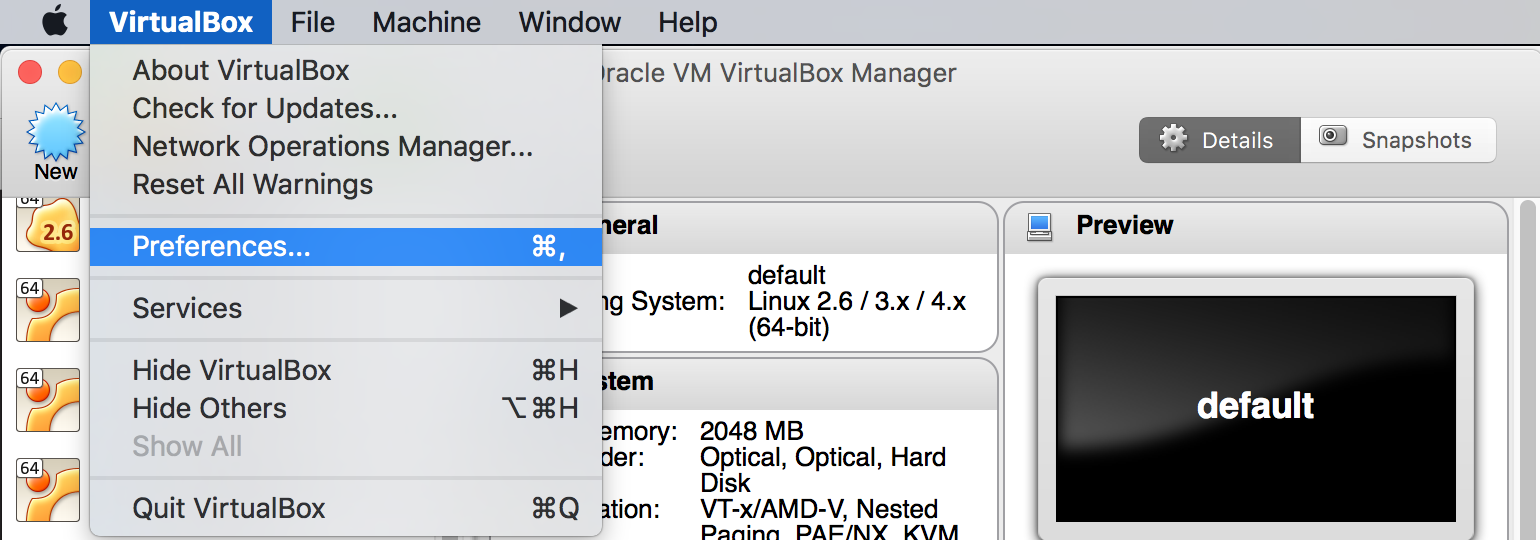 VirtualBox File Machine Window Help
About VirtualBox
Check for Updates...
Network Operations Manager...
Reset All Warnings
Preferences... ⌘,
Services ▶
Hide VirtualBox ⌘H
Hide Others ⌥⌘H
Show All
Quit VirtualBox ⌘Q
Oracle VM VirtualBox Manager
New
Details
Snapshots
64
2.6
64
64
64
neral
default
ng System: Linux 2.6 / 3.x / 4.x
(64-bit)
stem
emory: 2048 MB
der: Optical, Optical, Hard
Disk
ation: VT-x/AMD-V, Nested
Paging, PAE/NX, KVM
Preview
default